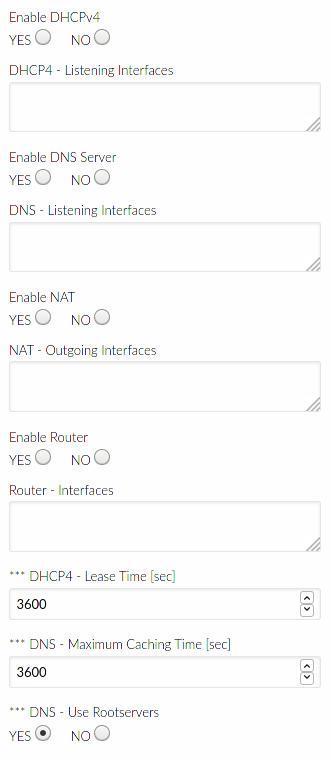 Enable DHCPv4
YES NO
DHCP4 - Listening Interfaces
Enable DNS Server
YES NO
DNS - Listening Interfaces
Enable NAT
YES NO
NAT - Outgoing Interfaces
Enable Router
YES NO
Router - Interfaces
*** DHCP4 - Lease Time [sec]
3600
*** DNS - Maximum Caching Time [sec]
3600
*** DNS - Use Rootservers
YES NO